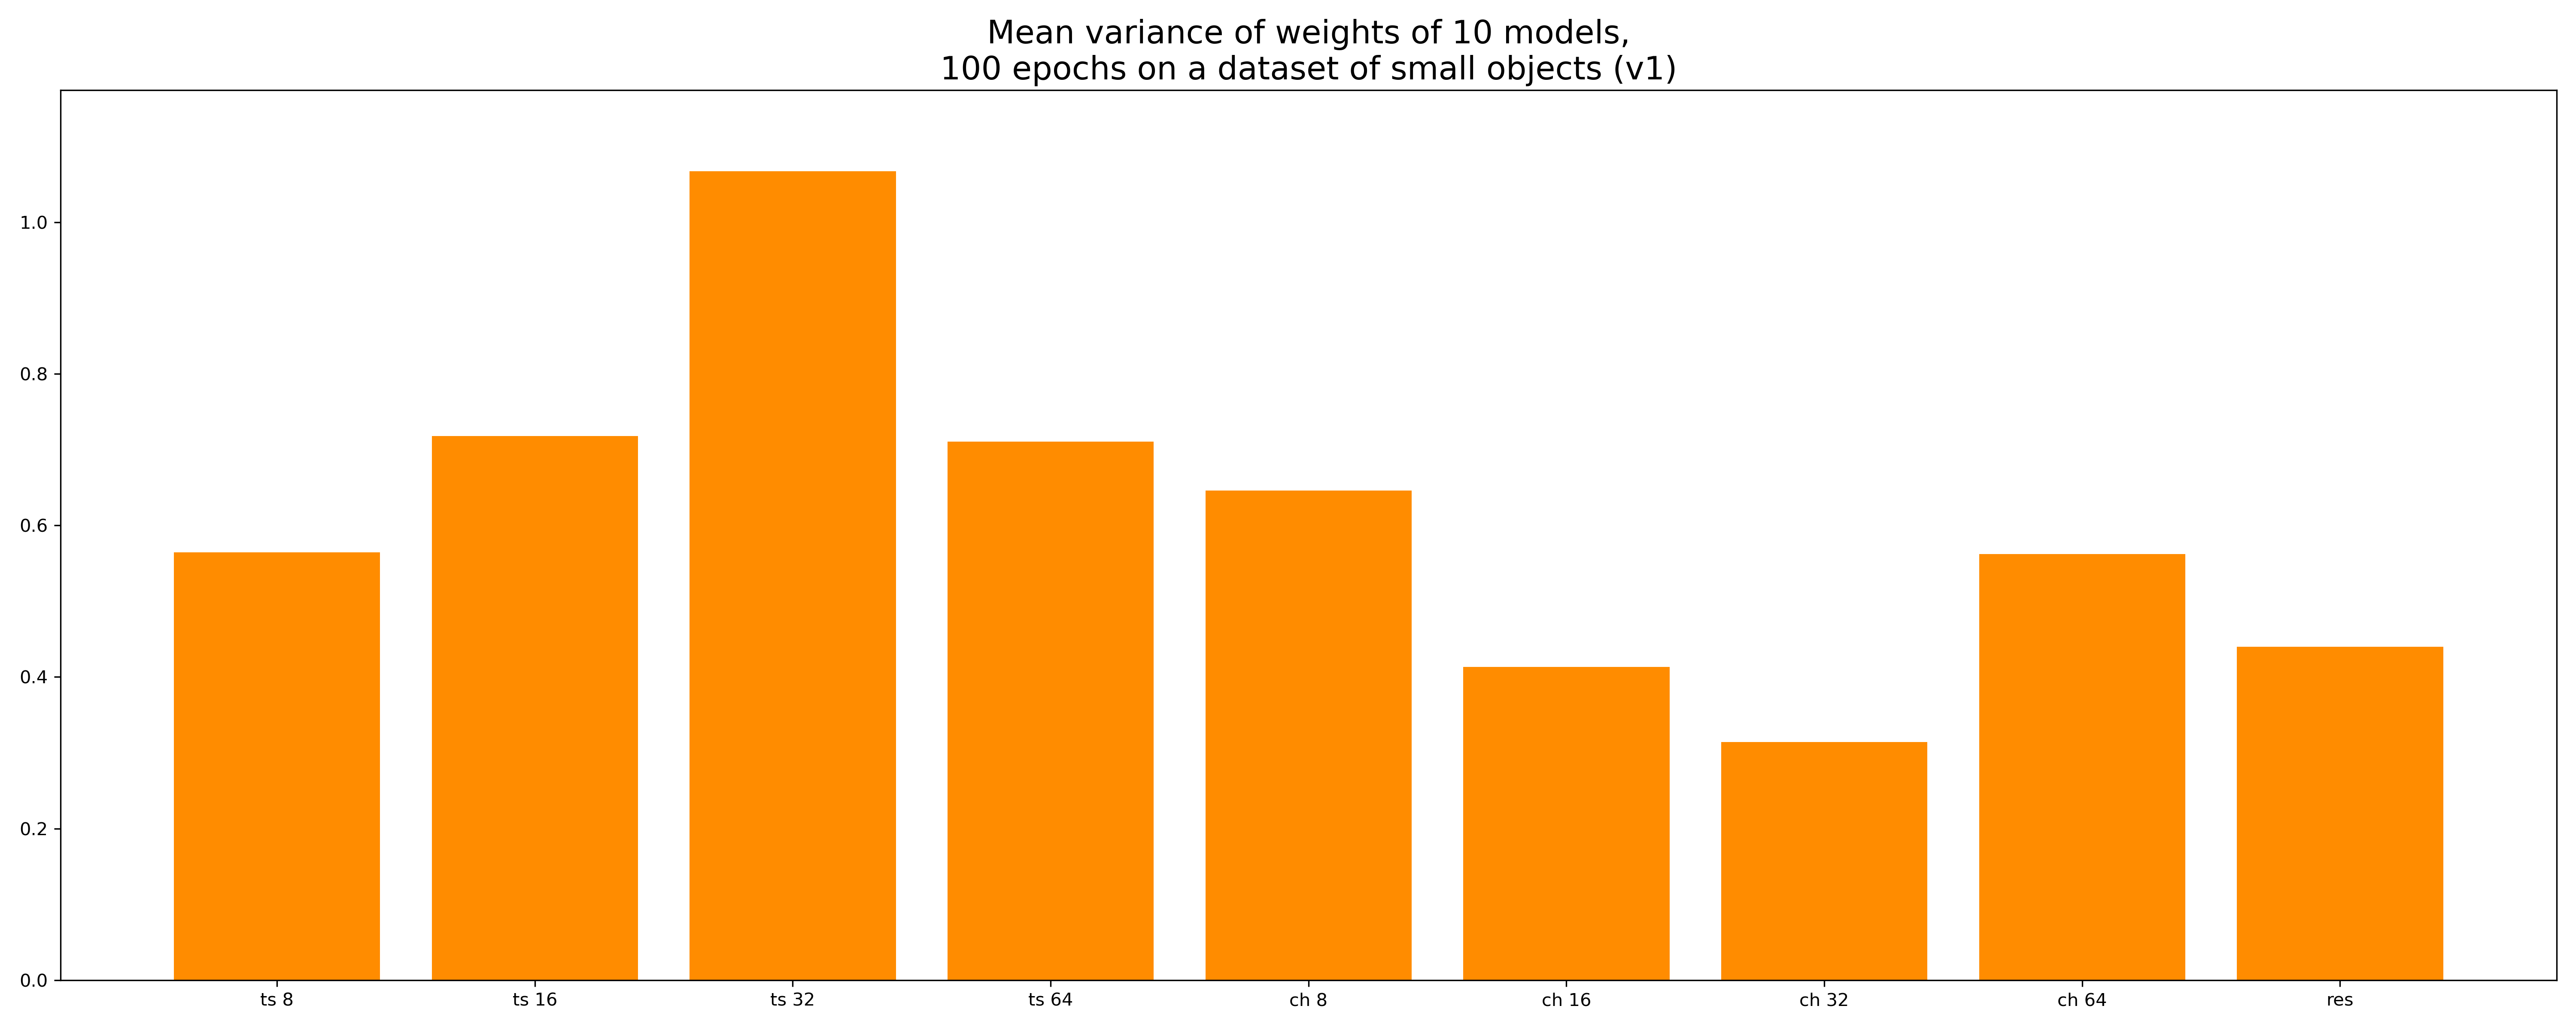 Mean variance of weights of 10 models,
100 epochs on a dataset of small objects (v1)
1.0
0.8
0.6
0.4
0.2
0.0
ts 8
ts 16
ts 32
ts 64
ch 8
ch 16
ch 32
ch 64
res